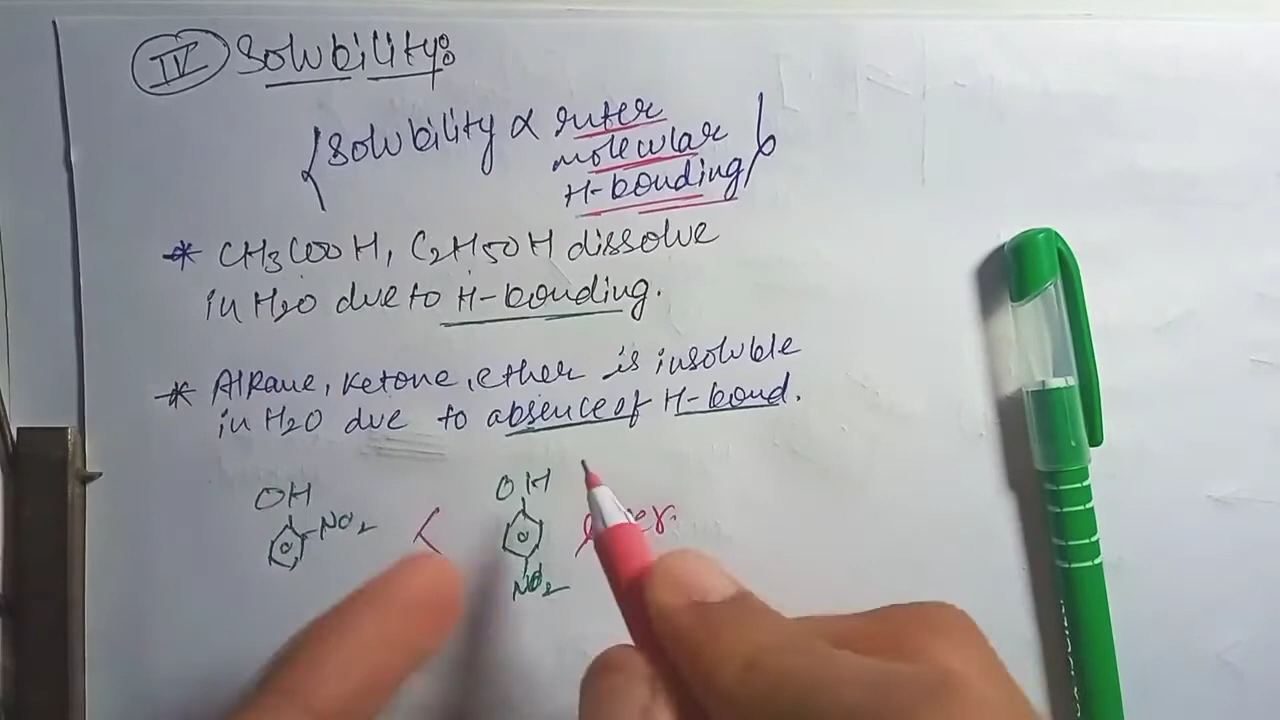 IV Solubility:
{Solubility ∝ inter
molecular
H-bonding}
* CH3COOH, C2H5OH dissolve
in H2O due to H-bonding.
* Alkane, Ketone, ether is insoluble
in H2O due to absence of H-bond.
OH OH
NO2 <
NO2